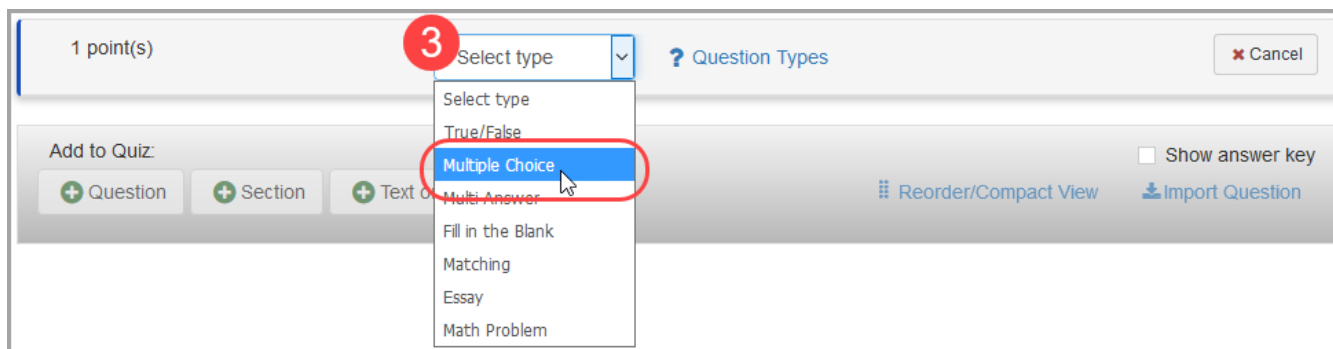 1 point(s)
3
Select type
? Question Types
Cancel
Select type
True/False
Multiple Choice
Multi Answer
Fill in the Blank
Matching
Essay
Math Problem
Add to Quiz:
Show answer key
Question
Section
Text o
Reorder/Compact View
Import Question